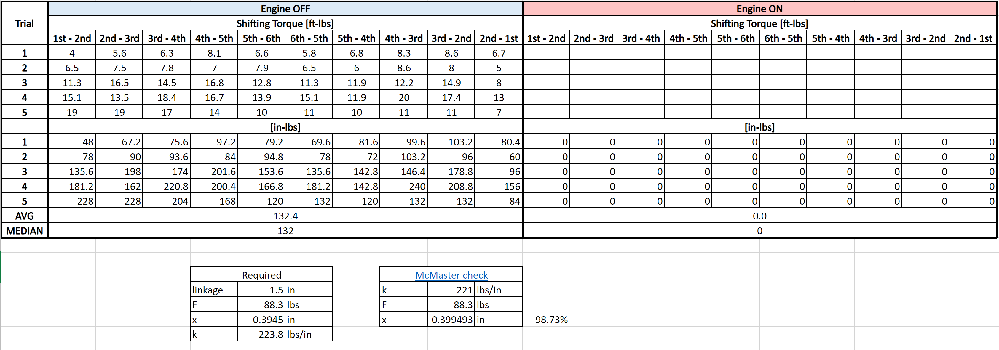 Engine OFF Engine ON
Trial Shifting Torque [ft-lbs] Shifting Torque [ft-lbs]
1st - 2nd 2nd - 3rd 3rd - 4th 4th - 5th 5th - 6th 6th - 5th 5th - 4th 4th - 3rd 3rd - 2nd 2nd - 1st 1st - 2nd 2nd - 3rd 3rd - 4th 4th - 5th 5th - 6th 6th - 5th 5th - 4th 4th - 3rd 3rd - 2nd 2nd - 1st
1 4 5.6 6.3 8.1 6.6 5.8 6.8 8.3 8.6 6.7
2 6.5 7.5 7.8 7 7.9 6.5 6 8.6 8 5
3 11.3 16.5 14.5 16.8 12.8 11.3 11.9 12.2 14.9 8
4 15.1 13.5 18.4 16.7 13.9 15.1 11.9 20 17.4 13
5 19 19 17 14 10 11 10 11 11 7
[in-lbs] [in-lbs]
1 48 67.2 75.6 97.2 79.2 69.6 81.6 99.6 103.2 80.4 0 0 0 0 0 0 0 0 0 0
2 78 90 93.6 84 94.8 78 72 103.2 96 60 0 0 0 0 0 0 0 0 0 0
3 135.6 198 174 201.6 153.6 135.6 142.8 146.4 178.8 96 0 0 0 0 0 0 0 0 0 0
4 181.2 162 220.8 200.4 166.8 181.2 142.8 240 208.8 156 0 0 0 0 0 0 0 0 0 0
5 228 228 204 168 120 132 120 132 132 84 0 0 0 0 0 0 0 0 0 0
AVG 132.4 0.0
MEDIAN 132 0
Required McMaster check
linkage 1.5 in k 221 lbs/in
F 88.3 lbs F 88.3 lbs
x 0.3945 in x 0.399493 in 98.73%
k 223.8 lbs/in